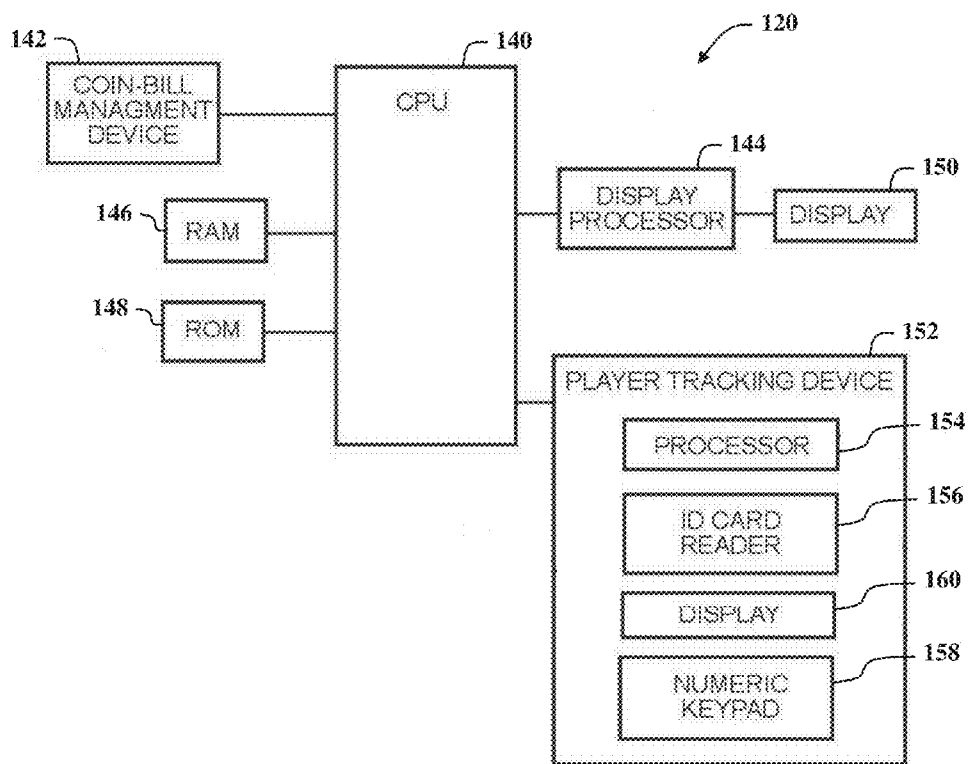 142
COIN-BILL
MANAGMENT
DEVICE
140
CPU
120
144
DISPLAY
PROCESSOR
150
DISPLAY
146
RAM
148
ROM
152
PLAYER TRACKING DEVICE
154
PROCESSOR
156
ID CARD
READER
160
DISPLAY
158
NUMERIC
KEYPAD